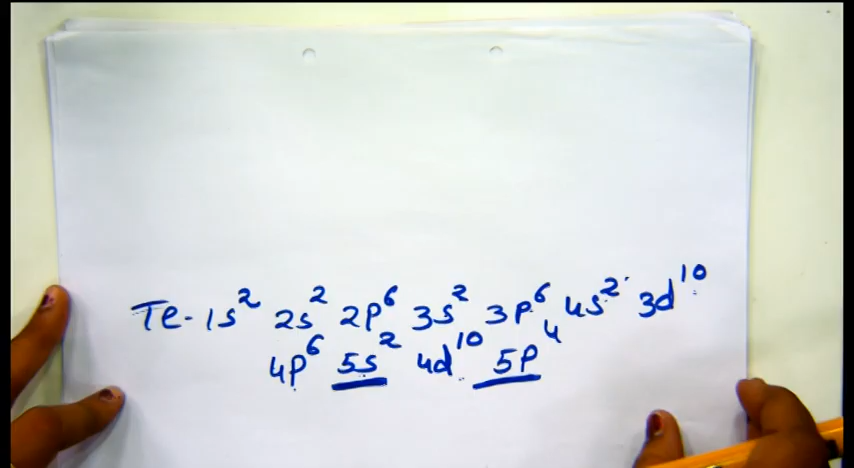 Te - 1s² 2s² 2p⁶ 3s² 3p⁶ 4s² 3d¹⁰
4p⁶ 5s² 4d¹⁰ 5p⁴